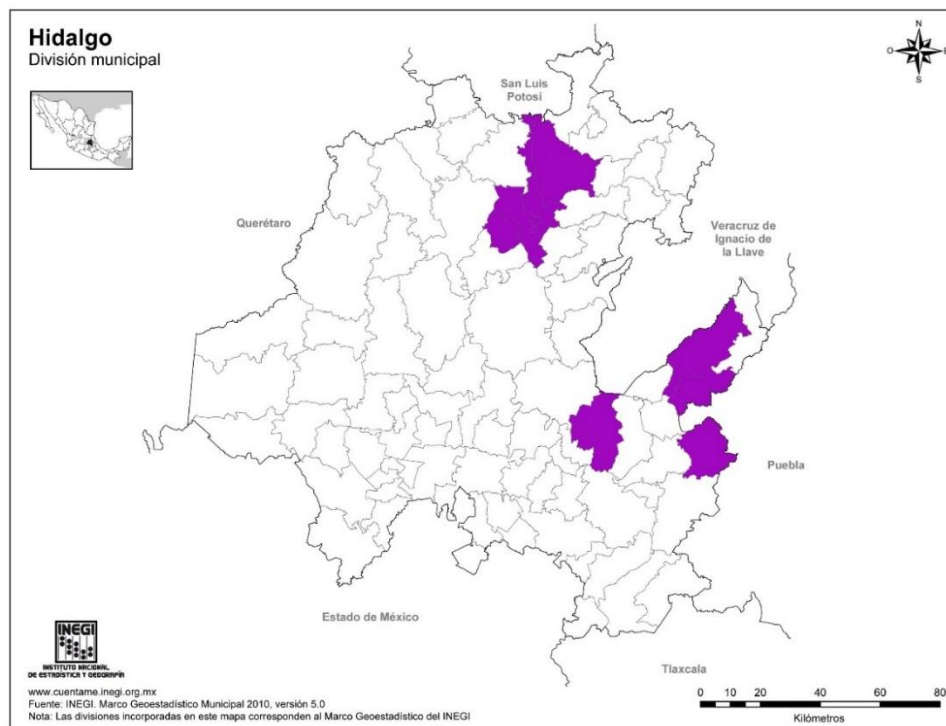 Hidalgo
División municipal
N
O
E
S
San Luis
Potosí
Querétaro
Veracruz de
Ignacio de
la Llave
Puebla
Estado de México
Tlaxcala
INEGI
INSTITUTO NACIONAL
DE ESTADÍSTICA Y GEOGRAFÍA
www.cuentame.inegi.org.mx
Fuente: INEGI. Marco Geoestadístico Municipal 2010, versión 5.0
Nota: Las divisiones incorporadas en este mapa corresponden al Marco Geoestadístico del INEGI
0 10 20 40 60 80
Kilómetros